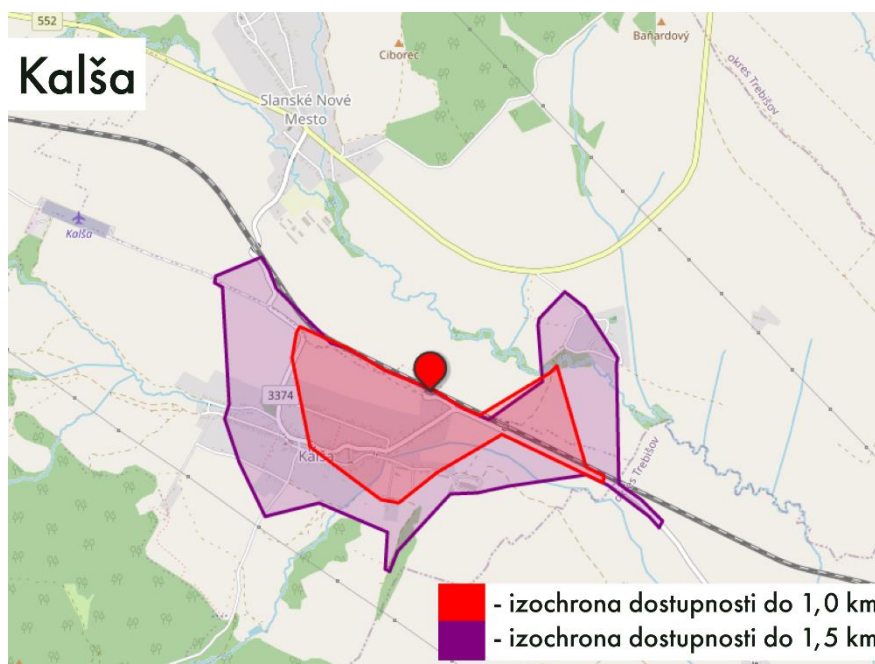 552
Kalša
Ciborec
Baňardový
okres Trebišov
Slanské Nové
Mesto
Kalša
3374
Kalša
okres Trebišov
- izochrona dostupnosti do 1,0 km
- izochrona dostupnosti do 1,5 km